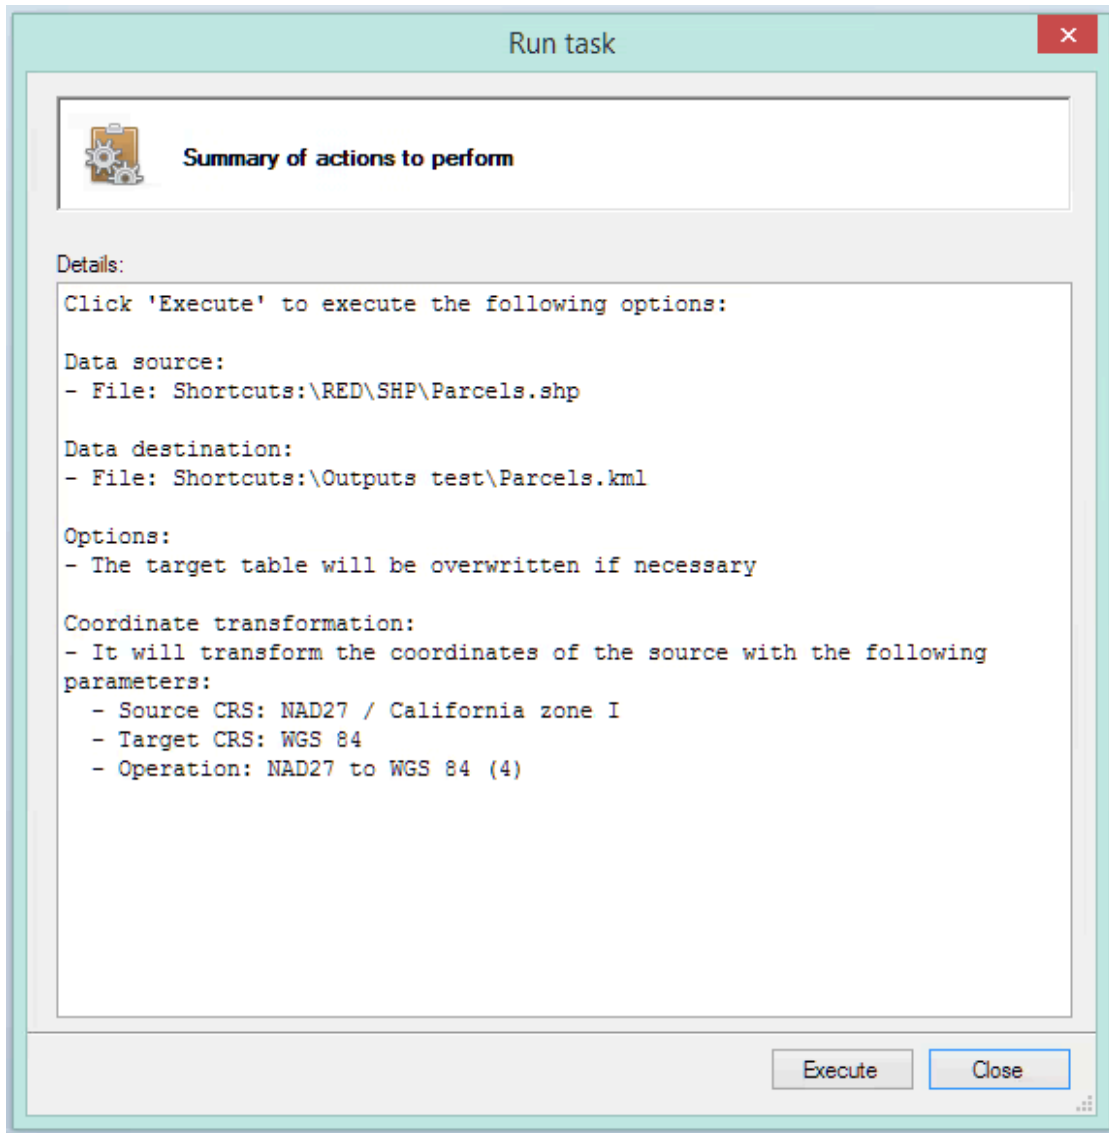 Run task
Summary of actions to perform
Details:
Click 'Execute' to execute the following options:
Data source:
- File: Shortcuts:\RED\SHP\Parcels.shp
Data destination:
- File: Shortcuts:\Outputs test\Parcels.kml
Options:
- The target table will be overwritten if necessary
Coordinate transformation:
- It will transform the coordinates of the source with the following
parameters:
- Source CRS: NAD27 / California zone I
- Target CRS: WGS 84
- Operation: NAD27 to WGS 84 (4)
Execute
Close